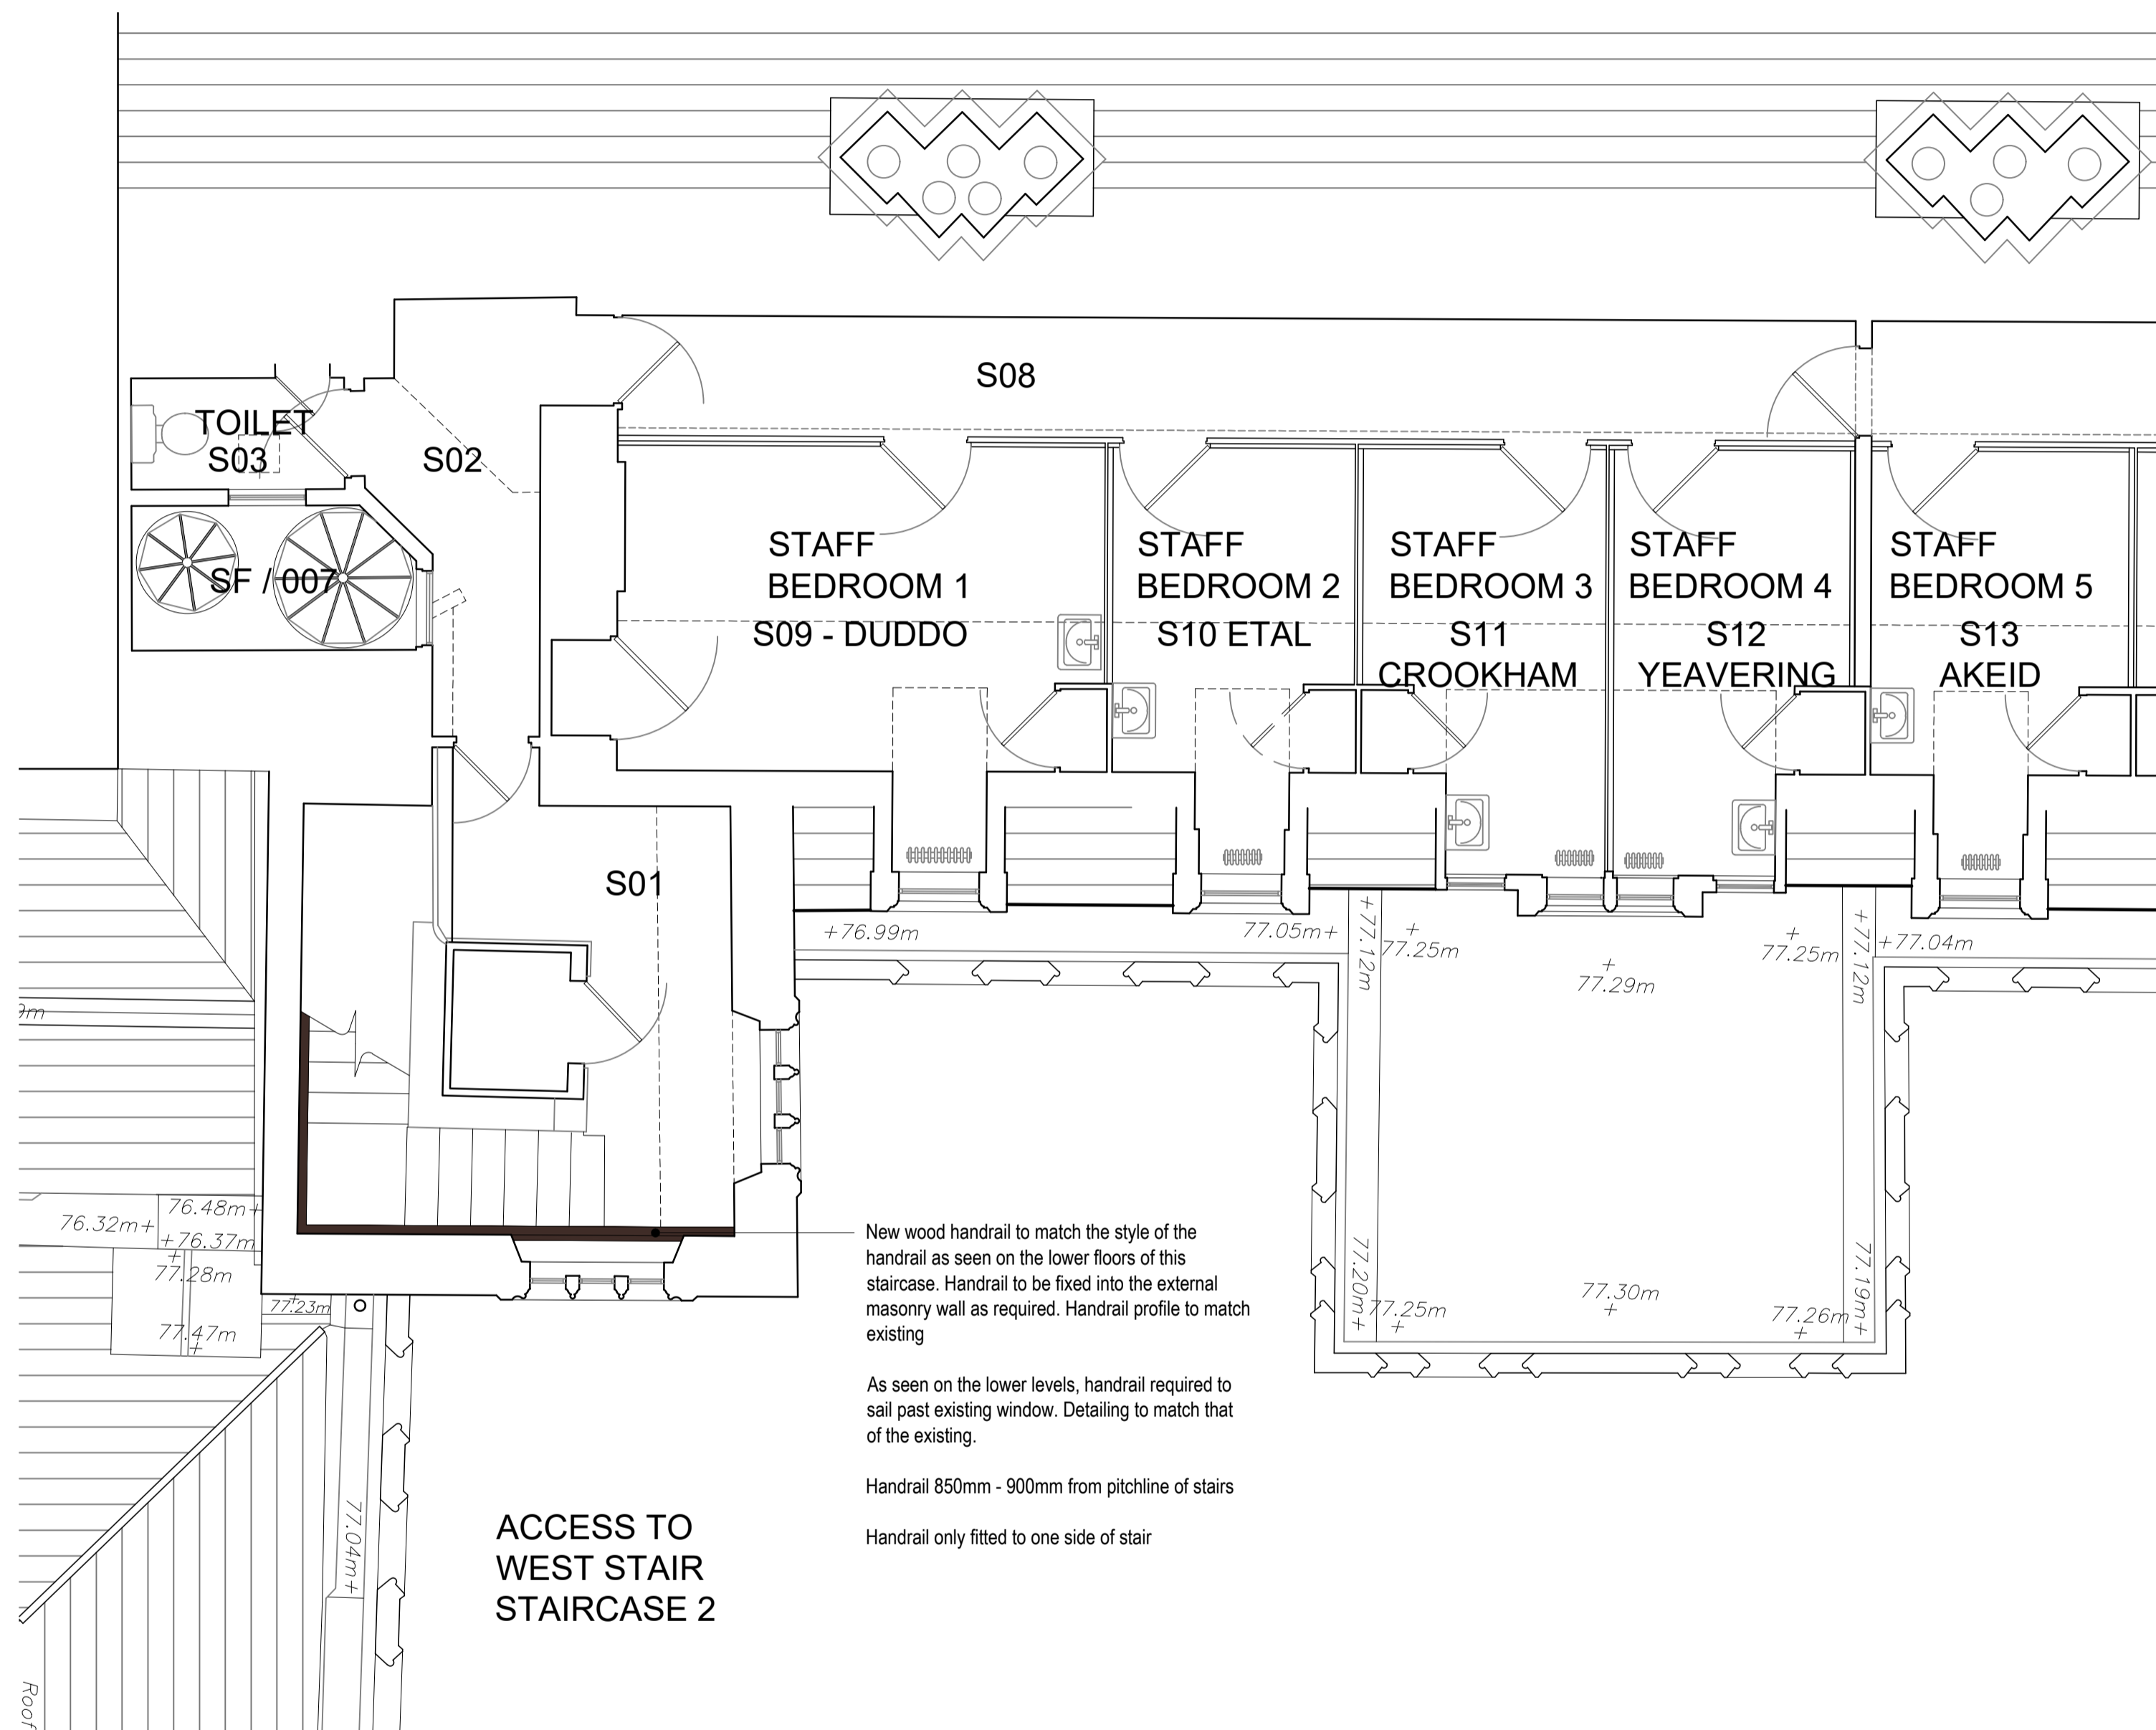 S08
TOILET
S03
S02
SF / 007
STAFF
BEDROOM 1
S09 - DUDDO
STAFF
BEDROOM 2
S10 ETAL
STAFF
BEDROOM 3
S11
CROOKHAM
STAFF
BEDROOM 4
S12
YEAVERING
STAFF
BEDROOM 5
S13
AKEID
S01
+76.99m
77.05m+
+77.12m
+
77.25m
+
77.29m
+
77.25m
+77.12m
+77.04m
76.32m+
76.48m+
+76.37m
+
77.28m
+
77.23m
77.47m
+
77.20m+
77.25m
+
77.30m
+
77.26m
+
77.19m+
77.04m+
New wood handrail to match the style of the
handrail as seen on the lower floors of this
staircase. Handrail to be fixed into the external
masonry wall as required. Handrail profile to match
existing
As seen on the lower levels, handrail required to
sail past existing window. Detailing to match that
of the existing.
Handrail 850mm - 900mm from pitchline of stairs
Handrail only fitted to one side of stair
ACCESS TO
WEST STAIR
STAIRCASE 2
Roof